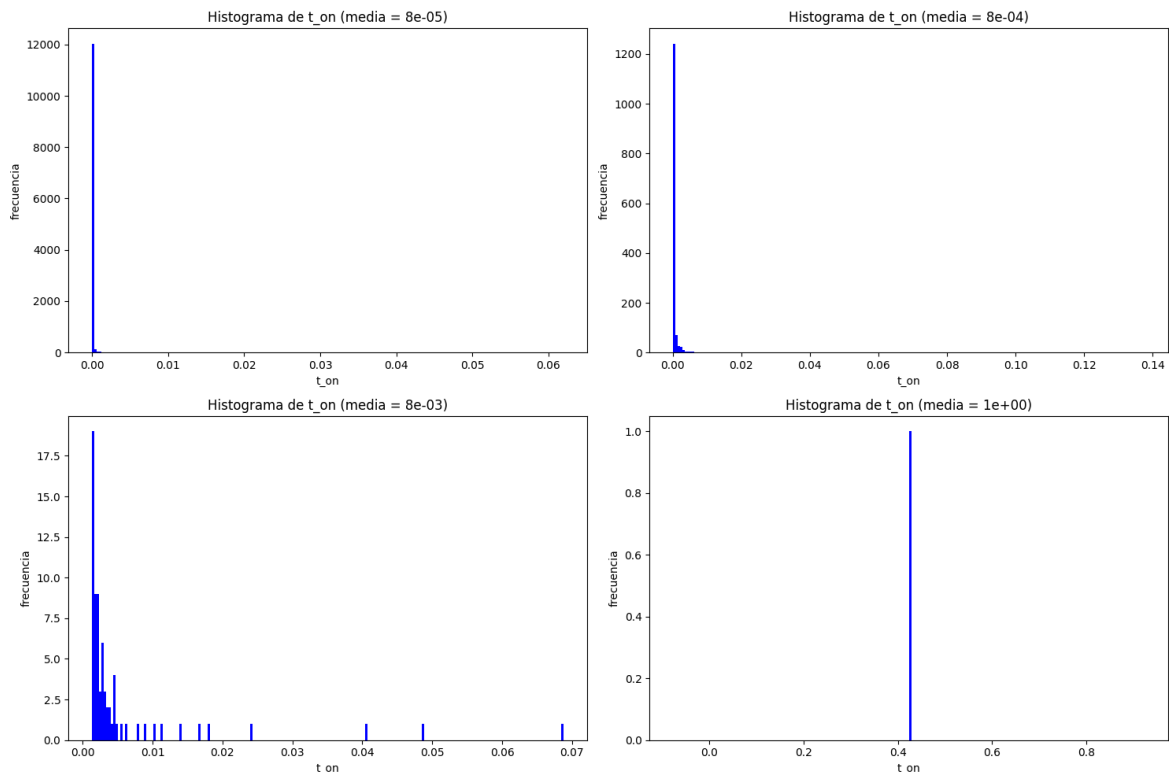 Histograma de t_on (media = 8e-05)
frecuencia
12000
10000
8000
6000
4000
2000
0
0.00 0.01 0.02 0.03 0.04 0.05 0.06
t_on
Histograma de t_on (media = 8e-04)
frecuencia
1200
1000
800
600
400
200
0
0.00 0.02 0.04 0.06 0.08 0.10 0.12 0.14
t_on
Histograma de t_on (media = 8e-03)
frecuencia
17.5
15.0
12.5
10.0
7.5
5.0
2.5
0.0
0.00 0.01 0.02 0.03 0.04 0.05 0.06 0.07
t_on
Histograma de t_on (media = 1e+00)
frecuencia
1.0
0.8
0.6
0.4
0.2
0.0
0.0 0.2 0.4 0.6 0.8
t_on